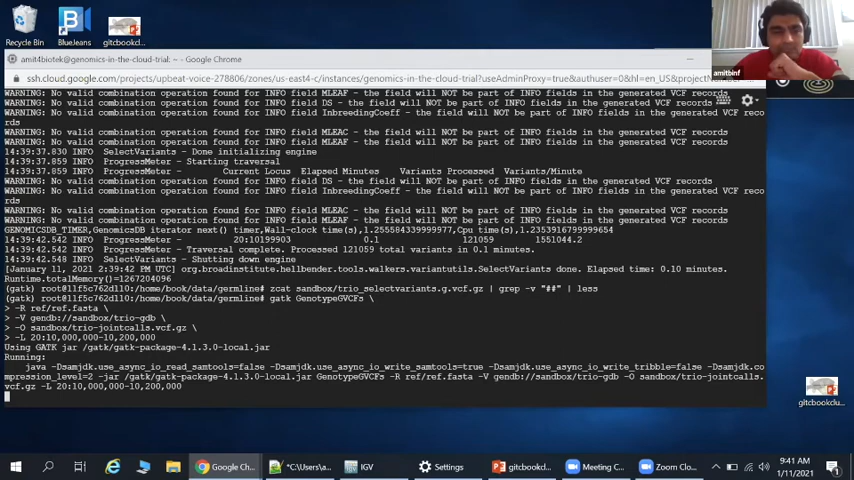 Recycle Bin
BlueJeans
gitcbookclu...
amitbinf
amit4biotek@genomics-in-the-cloud-trial: ~ - Google Chrome
ssh.cloud.google.com/projects/upbeat-voice-278806/zones/us-east4-c/instances/genomics-in-the-cloud-trial?useAdminProxy=true&authuser=0&hl=en_US&projectNumb
WARNING: No valid combination operation found for INFO field MLEAF - the field will NOT be part of INFO fields in the generated VCF records
WARNING: No valid combination operation found for INFO field DS - the field will NOT be part of INFO fields in the generated VCF records
WARNING: No valid combination operation found for INFO field InbreedingCoeff - the field will NOT be part of INFO fields in the generated VCF reco
rds
WARNING: No valid combination operation found for INFO field MLEAC - the field will NOT be part of INFO fields in the generated VCF records
WARNING: No valid combination operation found for INFO field MLEAF - the field will NOT be part of INFO fields in the generated VCF records
14:39:37.830 INFO SelectVariants - Done initializing engine
14:39:37.859 INFO ProgressMeter - Starting traversal
14:39:37.859 INFO ProgressMeter - Current Locus Elapsed Minutes Variants Processed Variants/Minute
WARNING: No valid combination operation found for INFO field DS - the field will NOT be part of INFO fields in the generated VCF records
WARNING: No valid combination operation found for INFO field InbreedingCoeff - the field will NOT be part of INFO fields in the generated VCF reco
rds
WARNING: No valid combination operation found for INFO field MLEAC - the field will NOT be part of INFO fields in the generated VCF records
WARNING: No valid combination operation found for INFO field MLEAF - the field will NOT be part of INFO fields in the generated VCF records
GENOMICSDB_TIMER,GenomicsDB iterator next() timer,Wall-clock time(s),1.255584339999977,Cpu time(s),1.2353916799999654
14:39:42.542 INFO ProgressMeter - 20:10199903 0.1 121059 1551044.2
14:39:42.542 INFO ProgressMeter - Traversal complete. Processed 121059 total variants in 0.1 minutes.
14:39:42.548 INFO SelectVariants - Shutting down engine
[January 11, 2021 2:39:42 PM] org.broadinstitute.hellbender.tools.walkers.variantutils.SelectVariants done. Elapsed time: 0.10 minutes.
Runtime.totalMemory()=1267204096
(gatk) root@11f5c762d110:/home/book/data/germline# zcat sandbox/trio_selectvariants.g.vcf.gz | grep -v "##" | less
(gatk) root@11f5c762d110:/home/book/data/germline# gatk GenotypeGVCFs \
> -R ref/ref.fasta \
> -V gendb://sandbox/trio-gdb \
> -O sandbox/trio-jointcalls.vcf.gz \
> -L 20:10,000,000-10,200,000
Using GATK jar /gatk/gatk-package-4.1.3.0-local.jar
Running:
java -Dsamjdk.use_async_io_read_samtools=false -Dsamjdk.use_async_io_write_samtools=true -Dsamjdk.use_async_io_write_tribble=false -Dsamjdk.co
mpression_level=2 -jar /gatk/gatk-package-4.1.3.0-local.jar GenotypeGVCFs -R ref/ref.fasta -V gendb://sandbox/trio-gdb -O sandbox/trio-jointcalls.
vcf.gz -L 20:10,000,000-10,200,000
gitcbookclu...
Google Ch...
*C:\Users\a...
IGV
Settings
gitcbookcl...
Meeting C...
Zoom Clo...
9:41 AM
1/11/2021